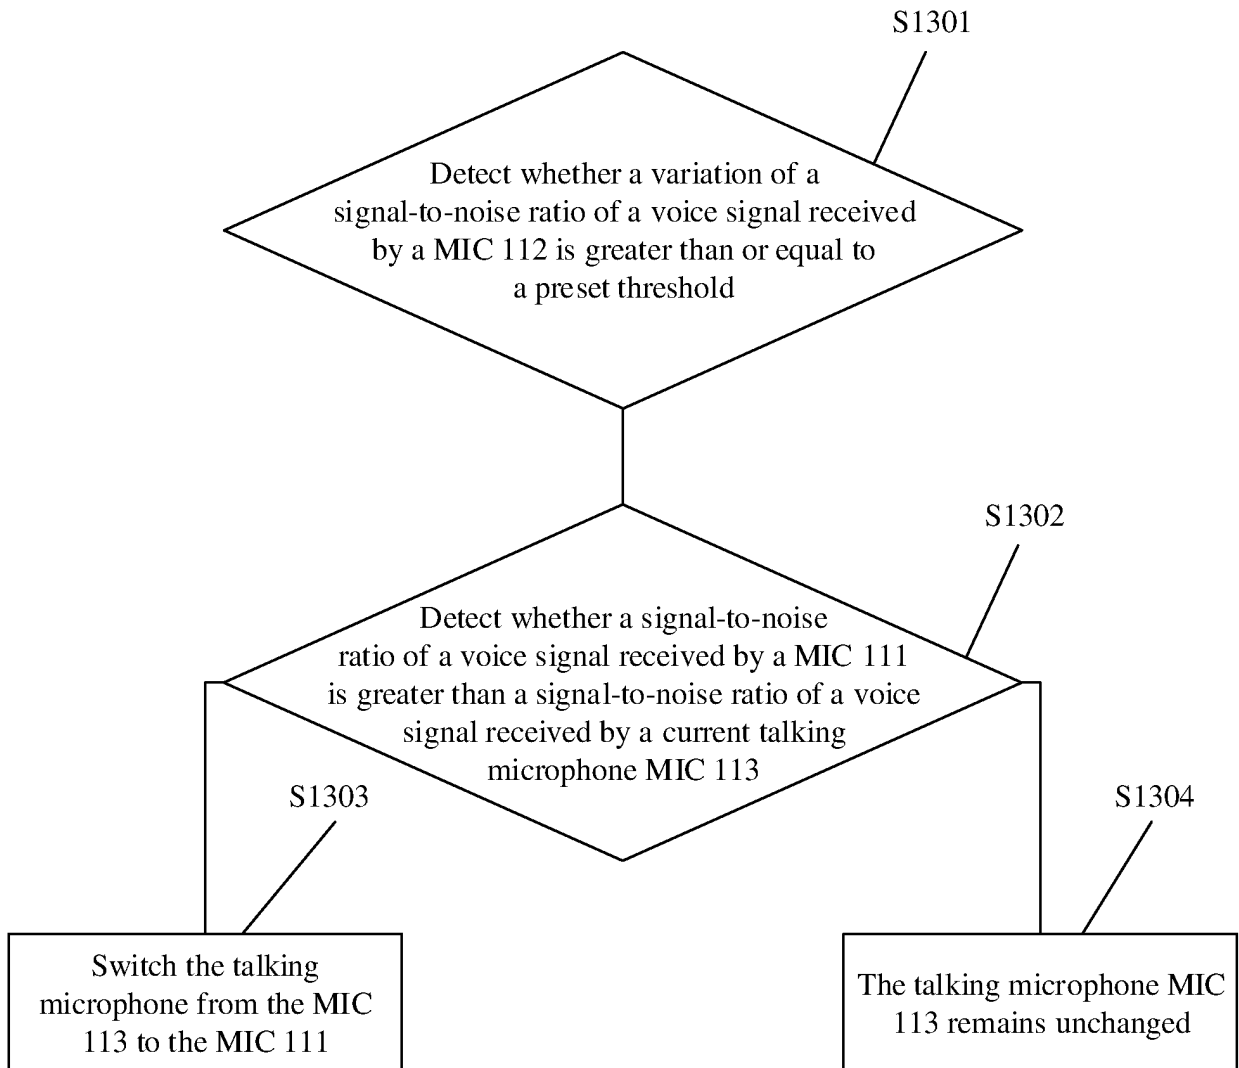 S1301
Detect whether a variation of a
signal-to-noise ratio of a voice signal received
by a MIC 112 is greater than or equal to
a preset threshold
S1302
Detect whether a signal-to-noise
ratio of a voice signal received by a MIC 111
is greater than a signal-to-noise ratio of a voice
signal received by a current talking
microphone MIC 113
S1303
S1304
Switch the talking
microphone from the MIC
113 to the MIC 111
The talking microphone MIC
113 remains unchanged